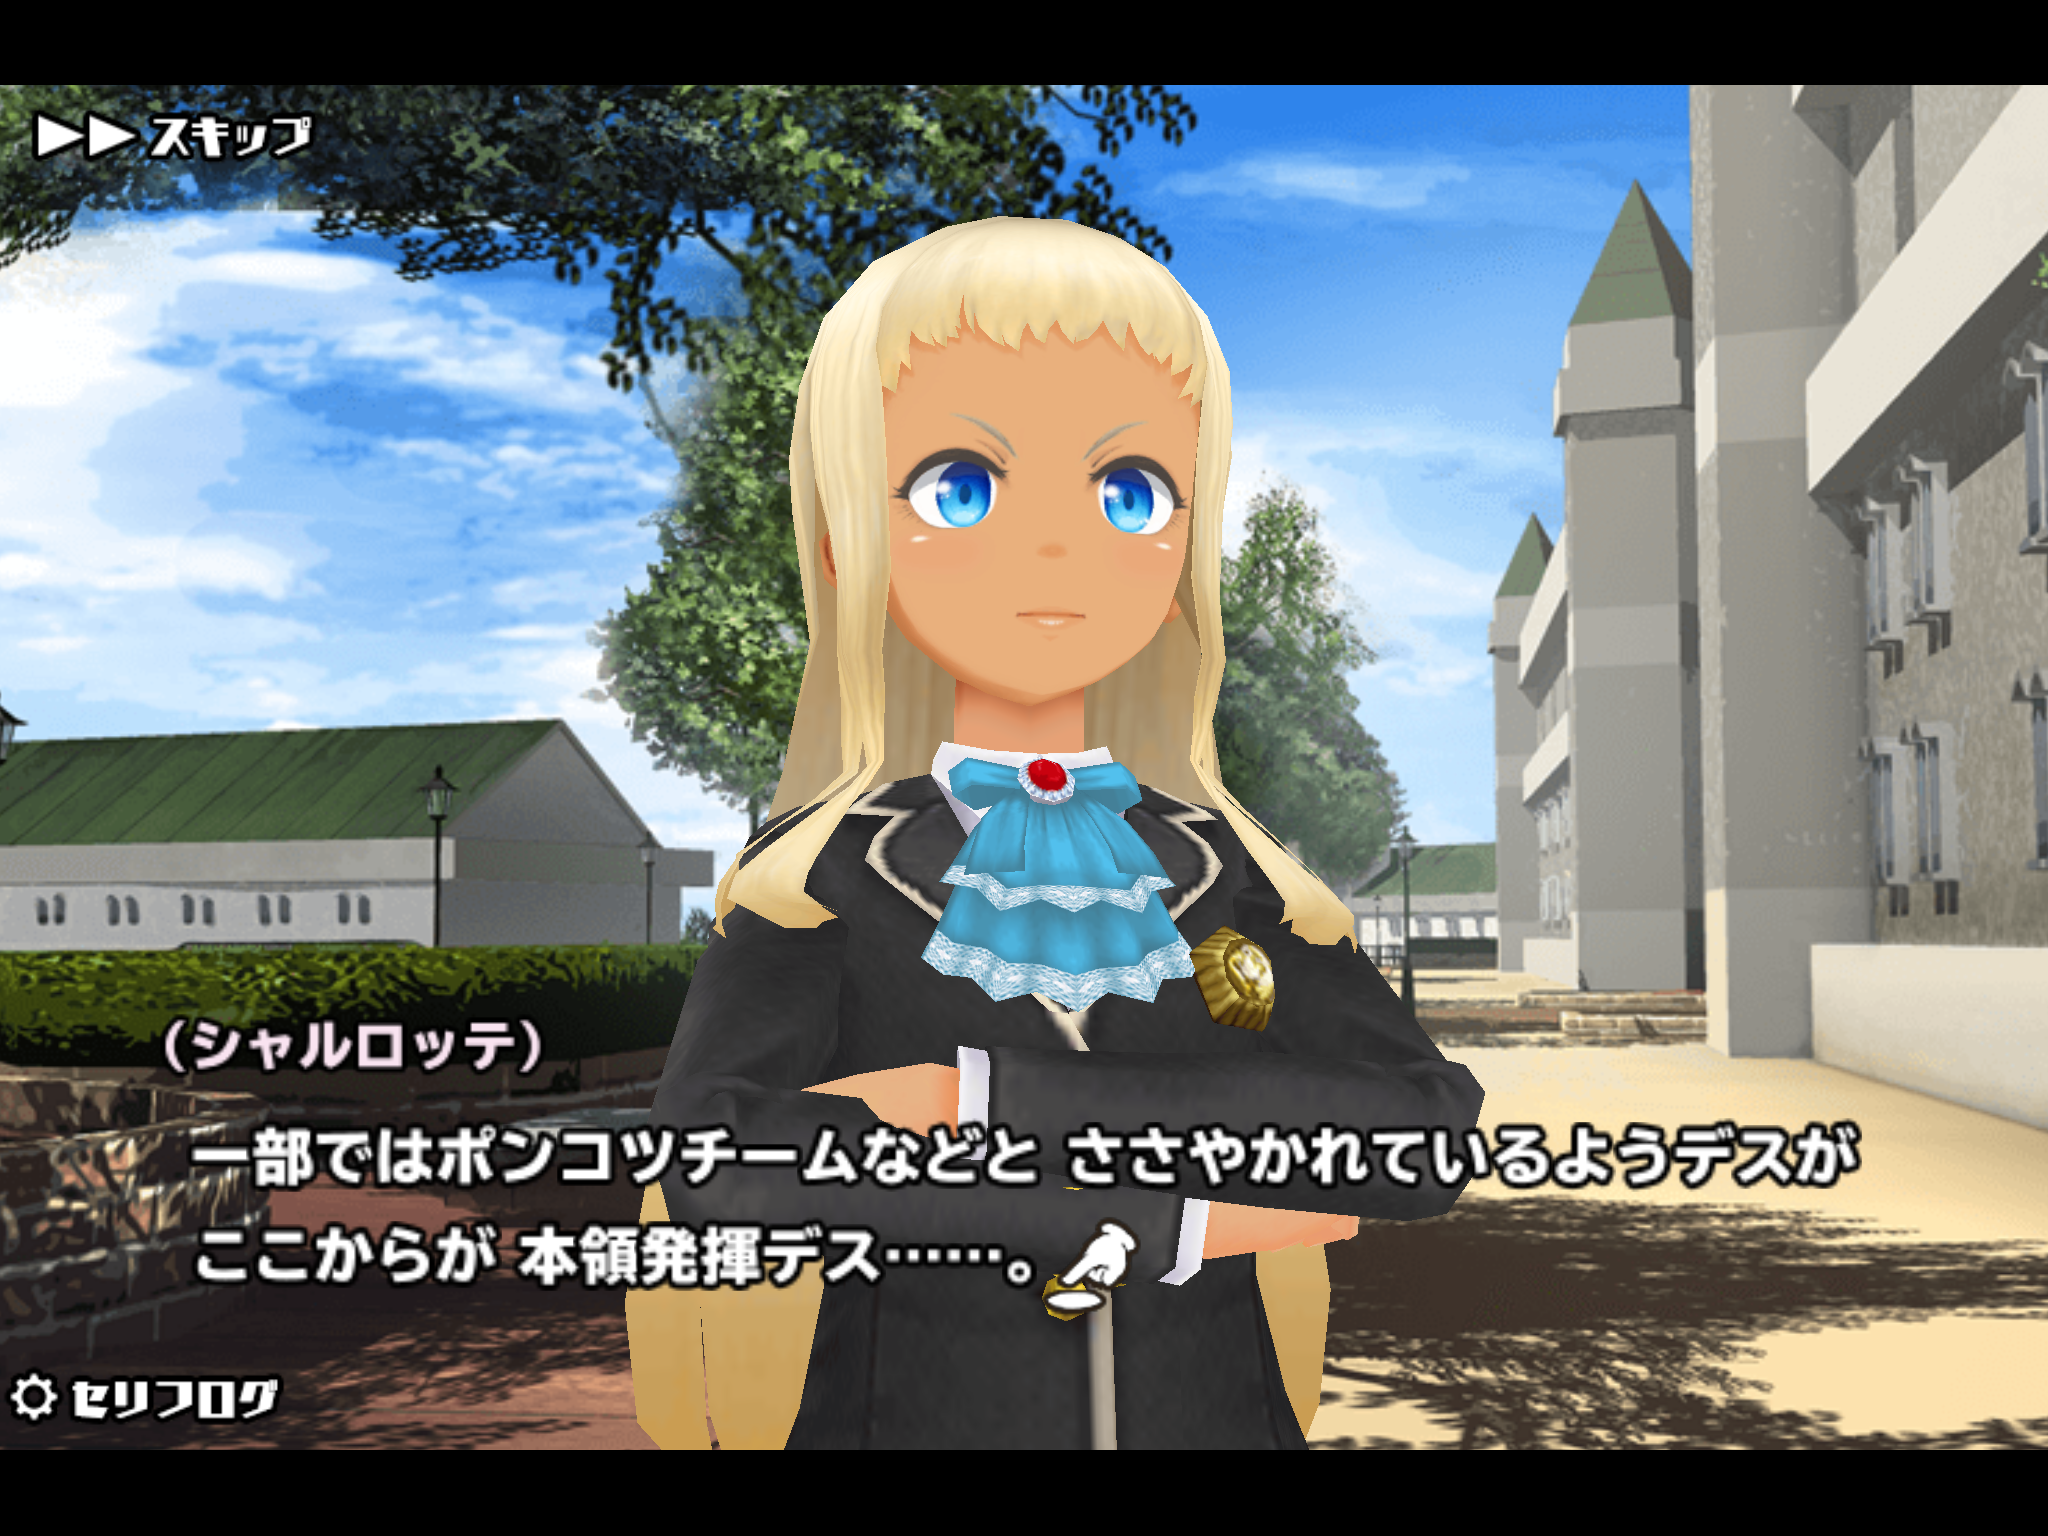 スキップ
(シャルロッテ)
一部ではポンコツチームなどと ささやかれているようデスが
ここからが 本領発揮デス……。
セリフログ